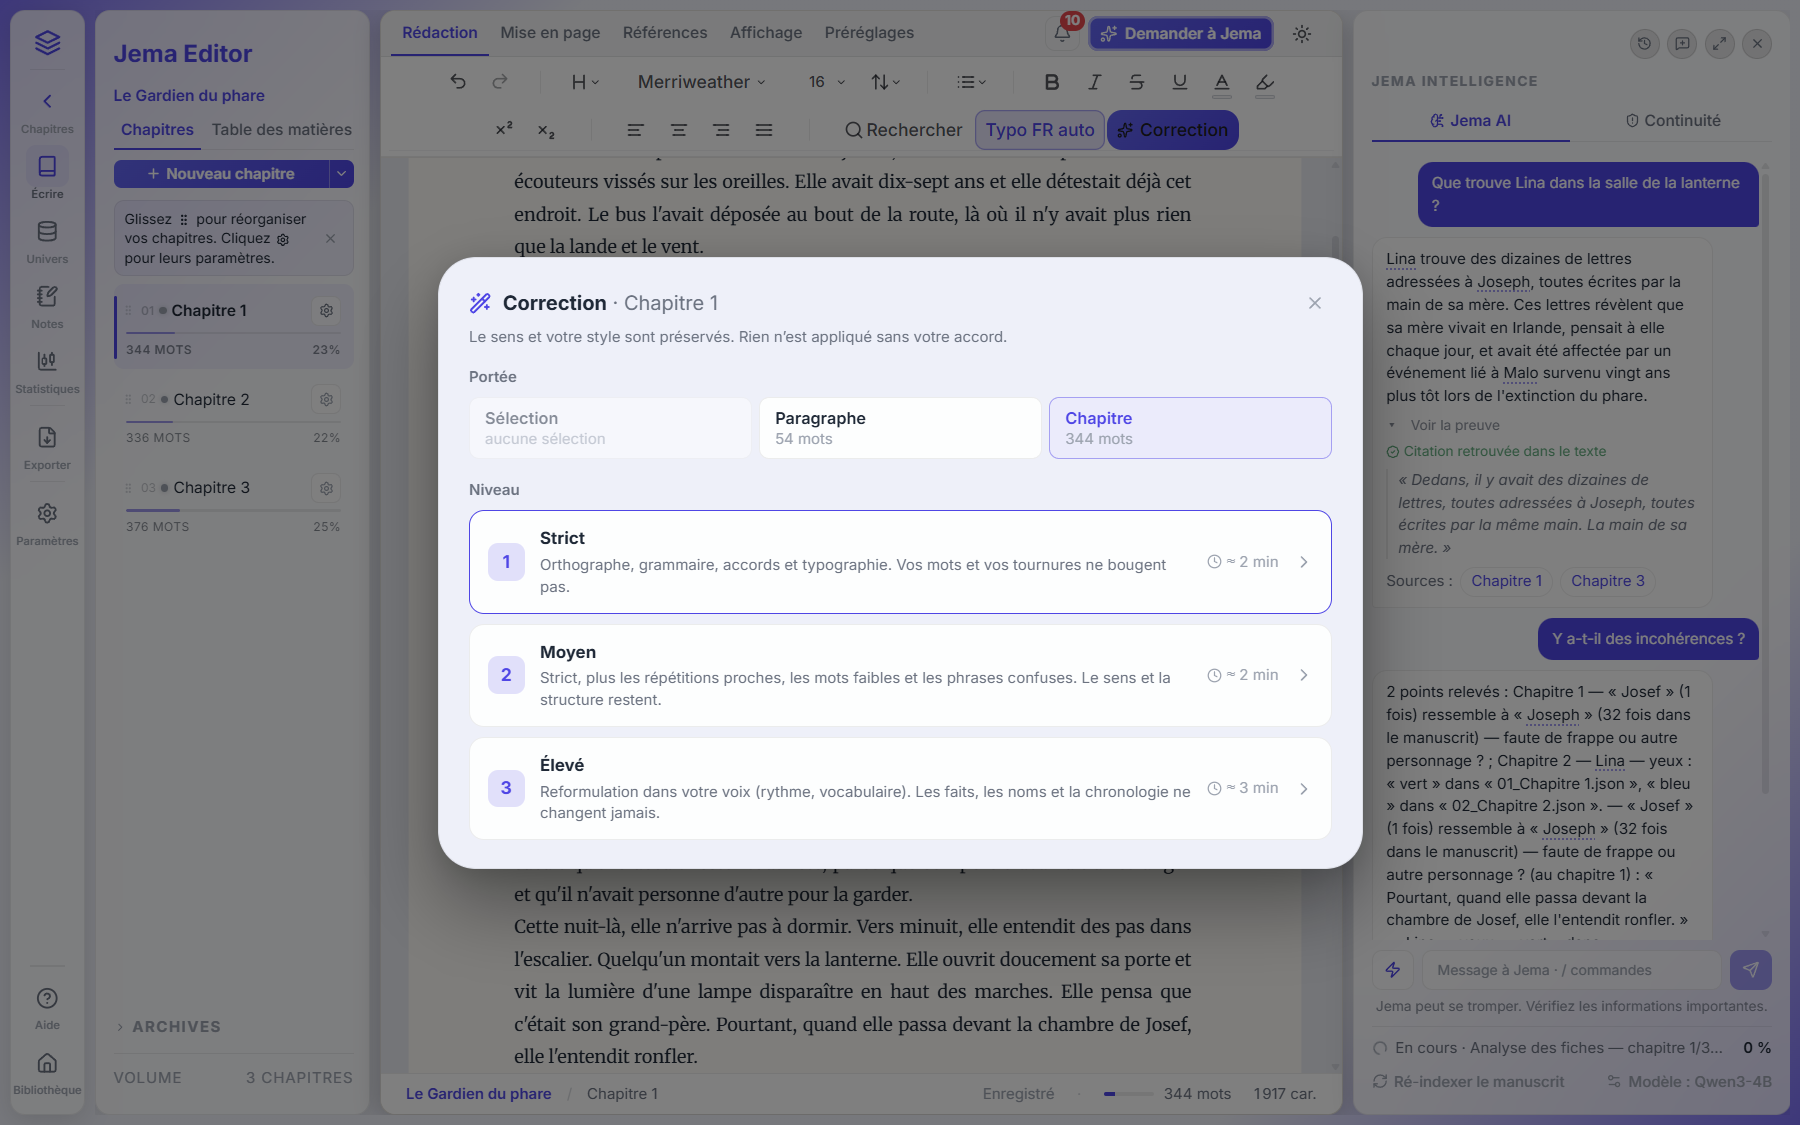 Chapitres
Écrire
Univers
Notes
Statistiques
Exporter
Paramètres
Aide
Bibliothèque
Jema Editor
Le Gardien du phare
Chapitres
Table des matières
+ Nouveau chapitre
Glissez ⠿ pour réorganiser
vos chapitres. Cliquez
pour leurs paramètres.
01 Chapitre 1
344 MOTS 23%
02 Chapitre 2
336 MOTS 22%
03 Chapitre 3
376 MOTS 25%
ARCHIVES
VOLUME 3 CHAPITRES
Rédaction Mise en page Références Affichage Préréglages
10
Demander à Jema
H Merriweather 16 B I S U A
x² x₂ Rechercher Typo FR auto Correction
écouteurs vissés sur les oreilles. Elle avait dix-sept ans et elle détestait déjà cet
endroit. Le bus l'avait déposée au bout de la route, là où il n'y avait plus rien
que la lande et le vent.
Correction · Chapitre 1
Le sens et votre style sont préservés. Rien n'est appliqué sans votre accord.
Portée
Sélection
aucune sélection
Paragraphe
54 mots
Chapitre
344 mots
Niveau
1
Strict
Orthographe, grammaire, accords et typographie. Vos mots et vos tournures ne bougent
pas.
≈ 2 min
2
Moyen
Strict, plus les répétitions proches, les mots faibles et les phrases confuses. Le sens et la
structure restent.
≈ 2 min
3
Élevé
Reformulation dans votre voix (rythme, vocabulaire). Les faits, les noms et la chronologie ne
changent jamais.
≈ 3 min
et qu'il n'avait personne d'autre pour la garder.
Cette nuit-là, elle n'arrive pas à dormir. Vers minuit, elle entendit des pas dans
l'escalier. Quelqu'un montait vers la lanterne. Elle ouvrit doucement sa porte et
vit la lumière d'une lampe disparaître en haut des marches. Elle pensa que
c'était son grand-père. Pourtant, quand elle passa devant la chambre de Josef,
elle l'entendit ronfler.
Le Gardien du phare / Chapitre 1
Enregistré · 344 mots 1 917 car.
JEMA INTELLIGENCE
Jema AI
Continuité
Que trouve Lina dans la salle de la lanterne
?
Lina trouve des dizaines de lettres
adressées à Joseph, toutes écrites par la
main de sa mère. Ces lettres révèlent que
sa mère vivait en Irlande, pensait à elle
chaque jour, et avait été affectée par un
événement lié à Malo survenu vingt ans
plus tôt lors de l'extinction du phare.
Voir la preuve
Citation retrouvée dans le texte
« Dedans, il y avait des dizaines de
lettres, toutes adressées à Joseph, toutes
écrites par la même main. La main de sa
mère. »
Sources : Chapitre 1 Chapitre 3
Y a-t-il des incohérences ?
2 points relevés : Chapitre 1 — « Josef » (1
fois) ressemble à « Joseph » (32 fois dans
le manuscrit) — faute de frappe ou autre
personnage ? ; Chapitre 2 — Lina — yeux :
« vert » dans « 01_Chapitre 1.json », « bleu
» dans « 02_Chapitre 2.json ». — « Josef »
(1 fois) ressemble à « Joseph » (32 fois
dans le manuscrit) — faute de frappe ou
autre personnage ? (au chapitre 1) : «
Pourtant, quand elle passa devant la
chambre de Josef, elle l'entendit ronfler. »
Message à Jema · / commandes
Jema peut se tromper. Vérifiez les informations importantes.
En cours · Analyse des fiches — chapitre 1/3... 0 %
Ré-indexer le manuscrit
Modèle : Qwen3-4B